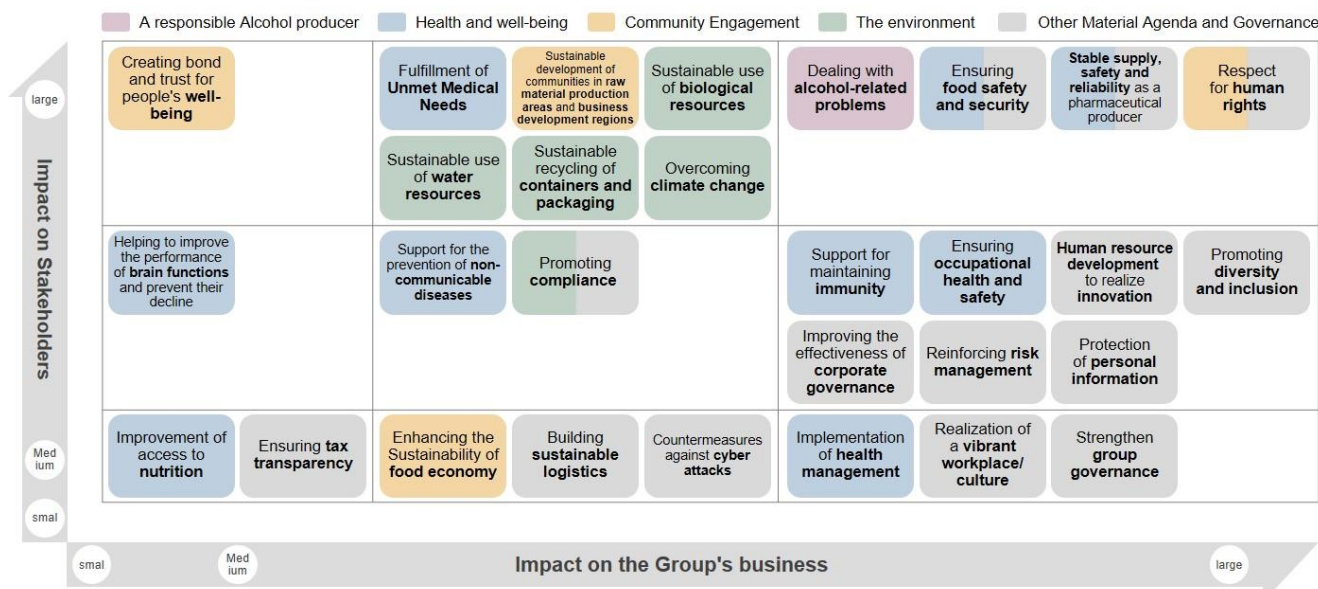 A responsible Alcohol producer
Health and well-being
Community Engagement
The environment
Other Material Agenda and Governance
Impact on Stakeholders
large
Med
ium
smal
Creating bond
and trust for
people's well-
being
Fulfillment of
Unmet Medical
Needs
Sustainable
development of
communities in raw
material production
areas and business
development regions
Sustainable use
of biological
resources
Sustainable use
of water
resources
Sustainable
recycling of
containers and
packaging
Overcoming
climate change
Dealing with
alcohol-related
problems
Ensuring
food safety
and security
Stable supply,
safety and
reliability as a
pharmaceutical
producer
Respect
for human
rights
Helping to improve
the performance
of brain functions
and prevent their
decline
Support for the
prevention of non-
communicable
diseases
Promoting
compliance
Support for
maintaining
immunity
Ensuring
occupational
health and
safety
Human resource
development
to realize
innovation
Promoting
diversity
and inclusion
Improving the
effectiveness of
corporate
governance
Reinforcing risk
management
Protection
of personal
information
Improvement of
access to
nutrition
Ensuring tax
transparency
Enhancing the
Sustainability of
food economy
Building
sustainable
logistics
Countermeasures
against cyber
attacks
Implementation
of health
management
Realization of
a vibrant
workplace/
culture
Strengthen
group
governance
smal
Med
ium
Impact on the Group's business
large